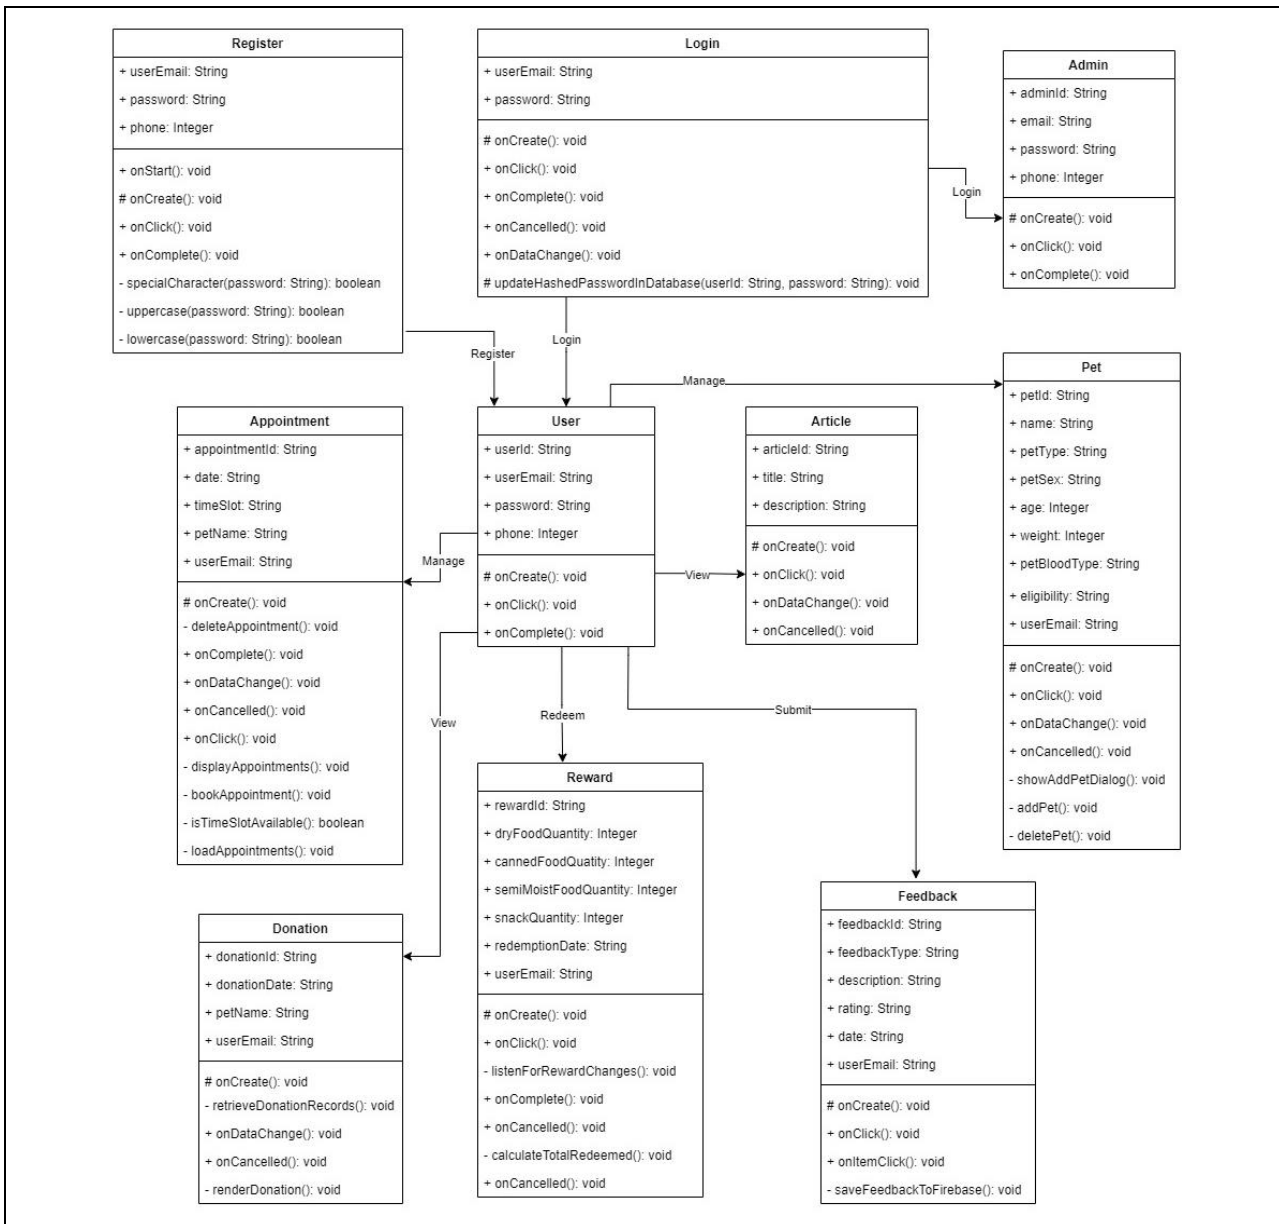 Register
+ userEmail: String
+ password: String
+ phone: Integer
+ onStart(): void
# onCreate(): void
+ onClick(): void
+ onComplete(): void
- specialCharacter(password: String): boolean
- uppercase(password: String): boolean
- lowercase(password: String): boolean
Login
+ userEmail: String
+ password: String
# onCreate(): void
+ onClick(): void
+ onComplete(): void
+ onCancelled(): void
+ onDataChange(): void
# updateHashedPasswordInDatabase(userId: String, password: String): void
Admin
+ adminId: String
+ email: String
+ password: String
+ phone: Integer
# onCreate(): void
+ onClick(): void
+ onComplete(): void
Login
Register
Login
Manage
Appointment
+ appointmentId: String
+ date: String
+ timeSlot: String
+ petName: String
+ userEmail: String
# onCreate(): void
- deleteAppointment(): void
+ onComplete(): void
+ onDataChange(): void
+ onCancelled(): void
+ onClick(): void
- displayAppointments(): void
- bookAppointment(): void
- isTimeSlotAvailable(): boolean
- loadAppointments(): void
User
+ userId: String
+ userEmail: String
+ password: String
+ phone: Integer
# onCreate(): void
+ onClick(): void
+ onComplete(): void
Article
+ articleId: String
+ title: String
+ description: String
# onCreate(): void
+ onClick(): void
+ onDataChange(): void
+ onCancelled(): void
Pet
+ petId: String
+ name: String
+ petType: String
+ petSex: String
+ age: Integer
+ weight: Integer
+ petBloodType: String
+ eligibility: String
+ userEmail: String
# onCreate(): void
+ onClick(): void
+ onDataChange(): void
+ onCancelled(): void
- showAddPetDialog(): void
- addPet(): void
- deletePet(): void
Manage
View
View
Redeem
Submit
Donation
+ donationId: String
+ donationDate: String
+ petName: String
+ userEmail: String
# onCreate(): void
- retrieveDonationRecords(): void
+ onDataChange(): void
+ onCancelled(): void
- renderDonation(): void
Reward
+ rewardId: String
+ dryFoodQuantity: Integer
+ cannedFoodQuatity: Integer
+ semiMoistFoodQuantity: Integer
+ snackQuantity: Integer
+ redemptionDate: String
+ userEmail: String
# onCreate(): void
+ onClick(): void
- listenForRewardChanges(): void
+ onComplete(): void
+ onCancelled(): void
- calculateTotalRedeemed(): void
+ onCancelled(): void
Feedback
+ feedbackId: String
+ feedbackType: String
+ description: String
+ rating: String
+ date: String
+ userEmail: String
# onCreate(): void
+ onClick(): void
+ onItemClick(): void
- saveFeedbackToFirebase(): void